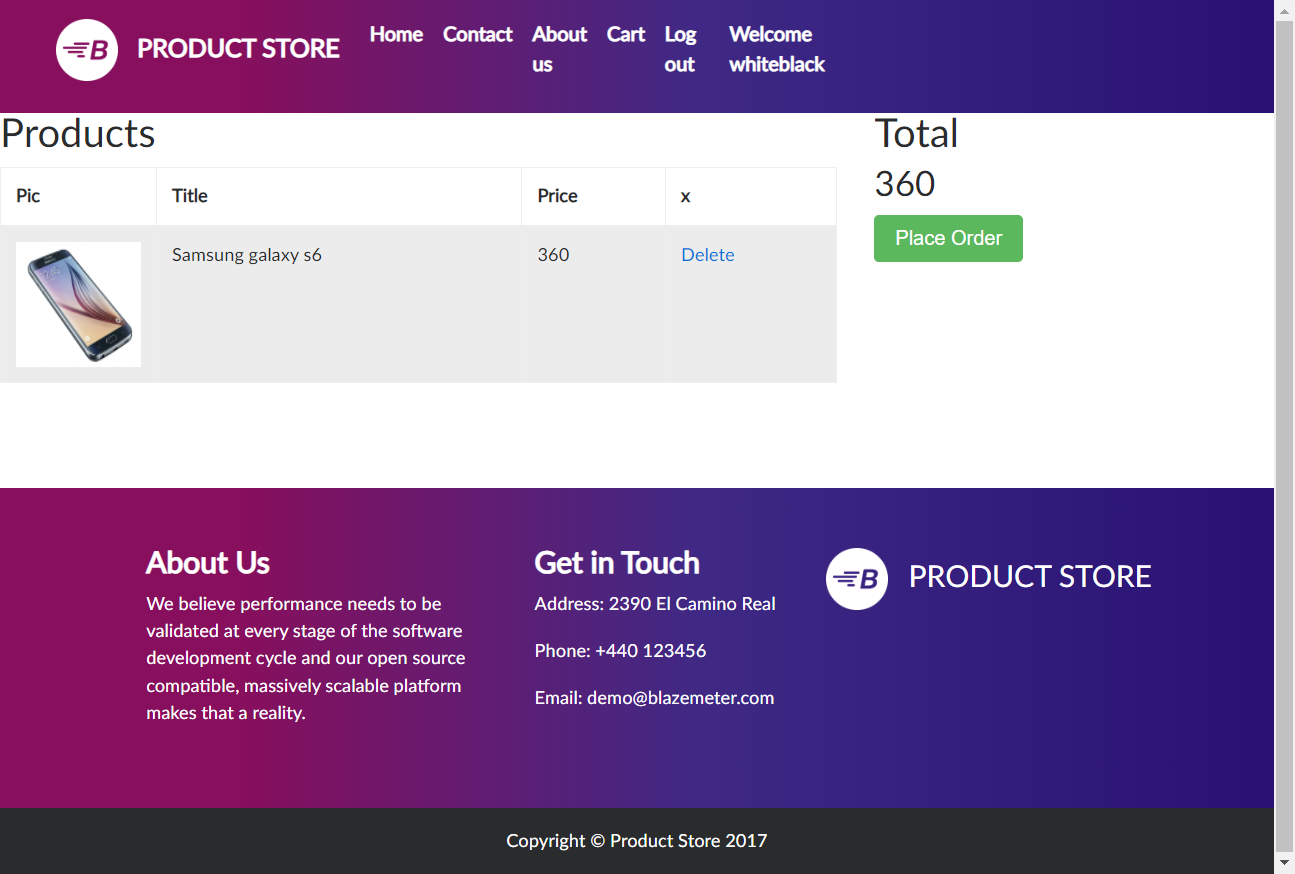 B PRODUCT STORE Home Contact About us Cart Log out Welcome whiteblack
Products
Pic Title Price x
Samsung galaxy s6 360 Delete
Total
360
Place Order
About Us
We believe performance needs to be
validated at every stage of the software
development cycle and our open source
compatible, massively scalable platform
makes that a reality.
Get in Touch
Address: 2390 El Camino Real
Phone: +440 123456
Email: demo@blazemeter.com
B PRODUCT STORE
Copyright © Product Store 2017